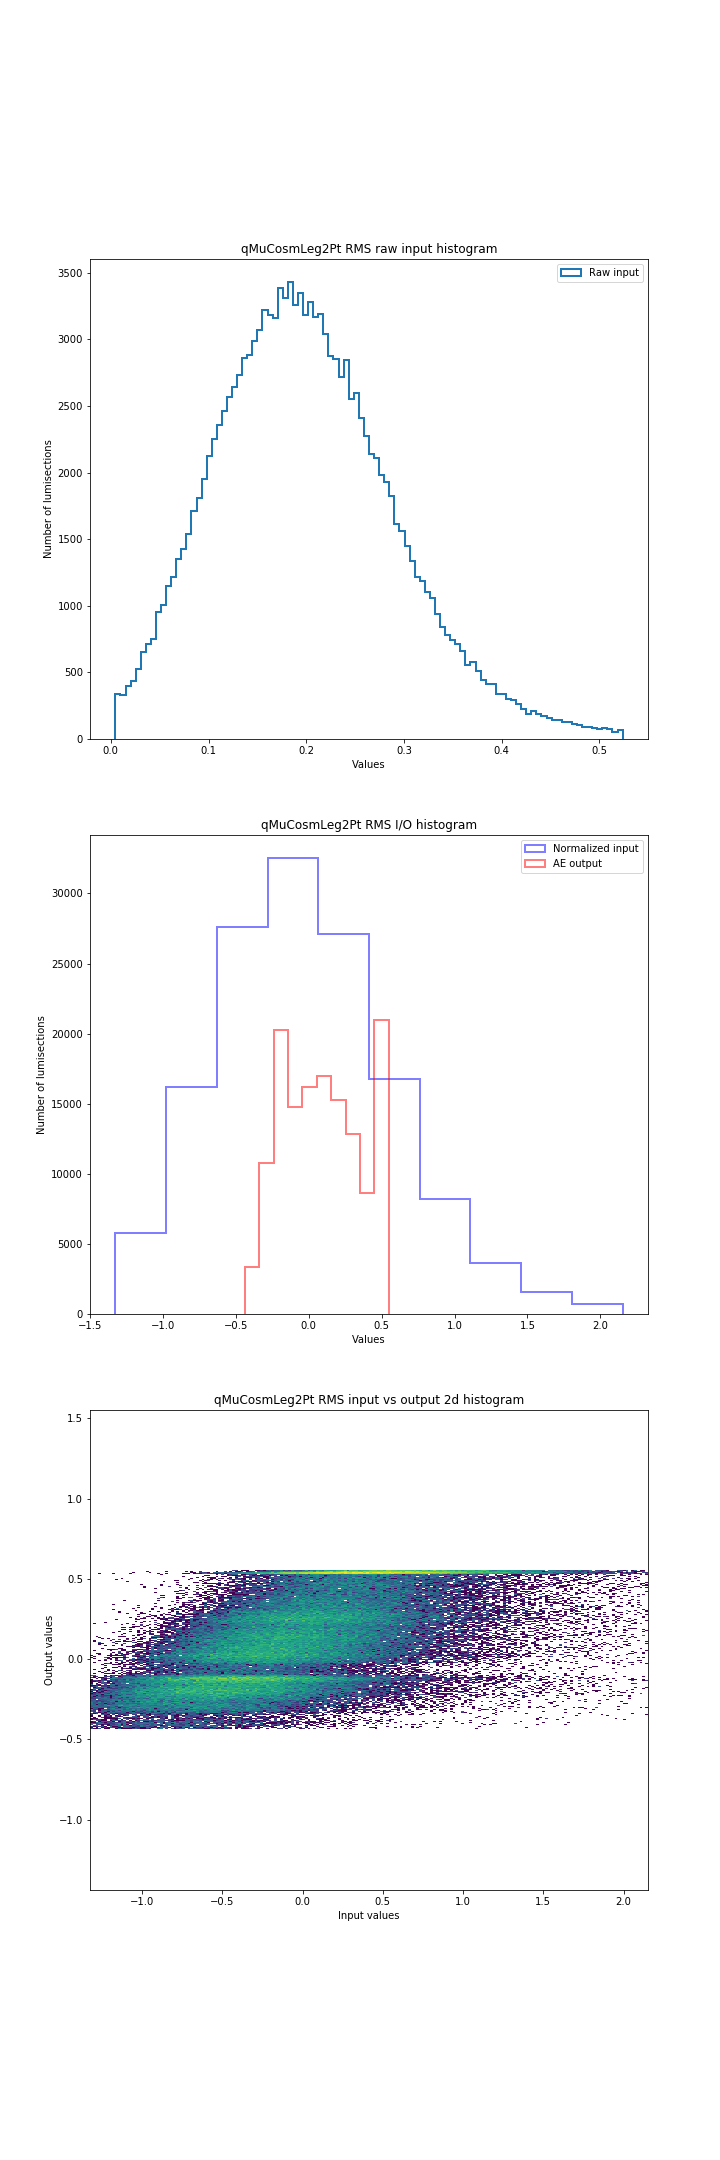 qMuCosmLeg2Pt RMS raw input histogram
Raw input
3500
3000
2500
2000
1500
1000
500
0
Number of lumisections
0.0 0.1 0.2 0.3 0.4 0.5
Values
qMuCosmLeg2Pt RMS I/O histogram
Normalized input
AE output
30000
25000
20000
15000
10000
5000
0
Number of lumisections
−1.5 −1.0 −0.5 0.0 0.5 1.0 1.5 2.0
Values
qMuCosmLeg2Pt RMS input vs output 2d histogram
1.5
1.0
0.5
0.0
−0.5
−1.0
Output values
−1.0 −0.5 0.0 0.5 1.0 1.5 2.0
Input values